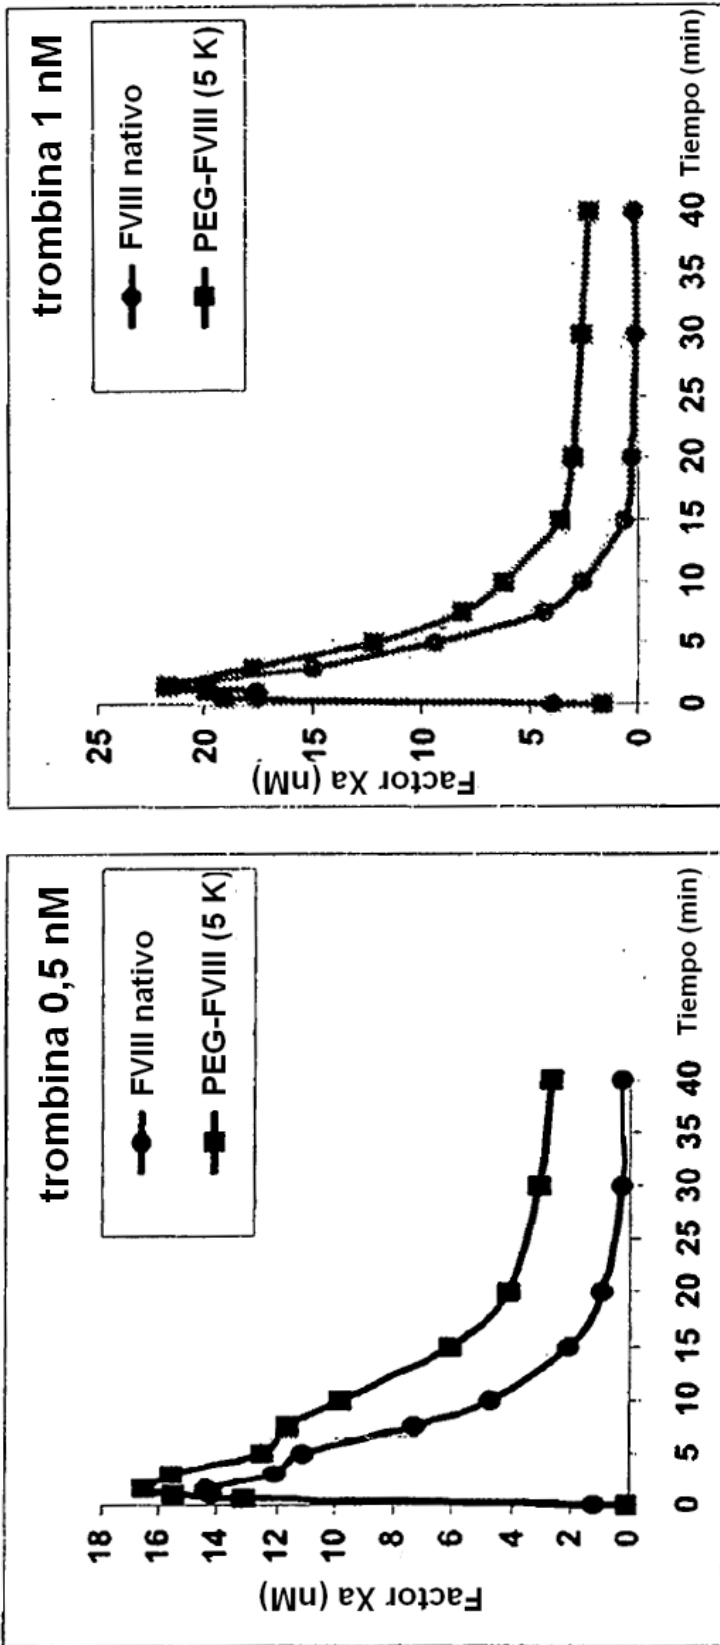 trombina 0,5 nM
FVIII nativo
PEG-FVIII (5 K)
Factor Xa (nM)
18
16
14
12
10
8
6
4
2
0
0 5 10 15 20 25 30 35 40 Tiempo (min)
trombina 1 nM
FVIII nativo
PEG-FVIII (5 K)
Factor Xa (nM)
25
20
15
10
5
0
0 5 10 15 20 25 30 35 40 Tiempo (min)